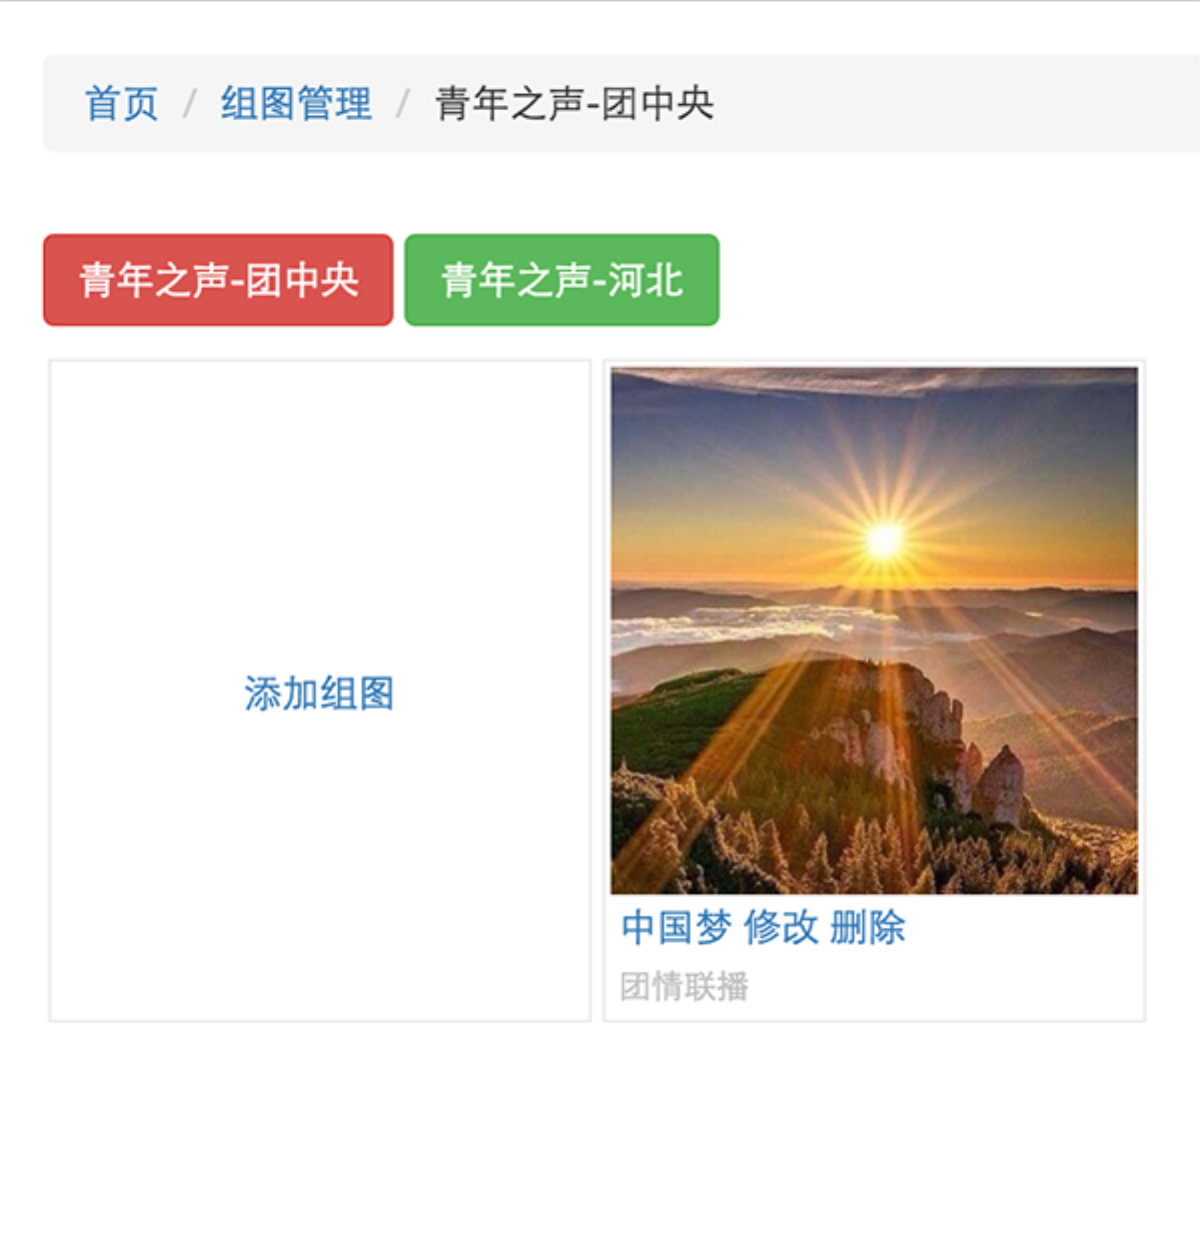 首页 / 组图管理 / 青年之声-团中央
青年之声-团中央 青年之声-河北
添加组图
中国梦 修改 删除
团情联播